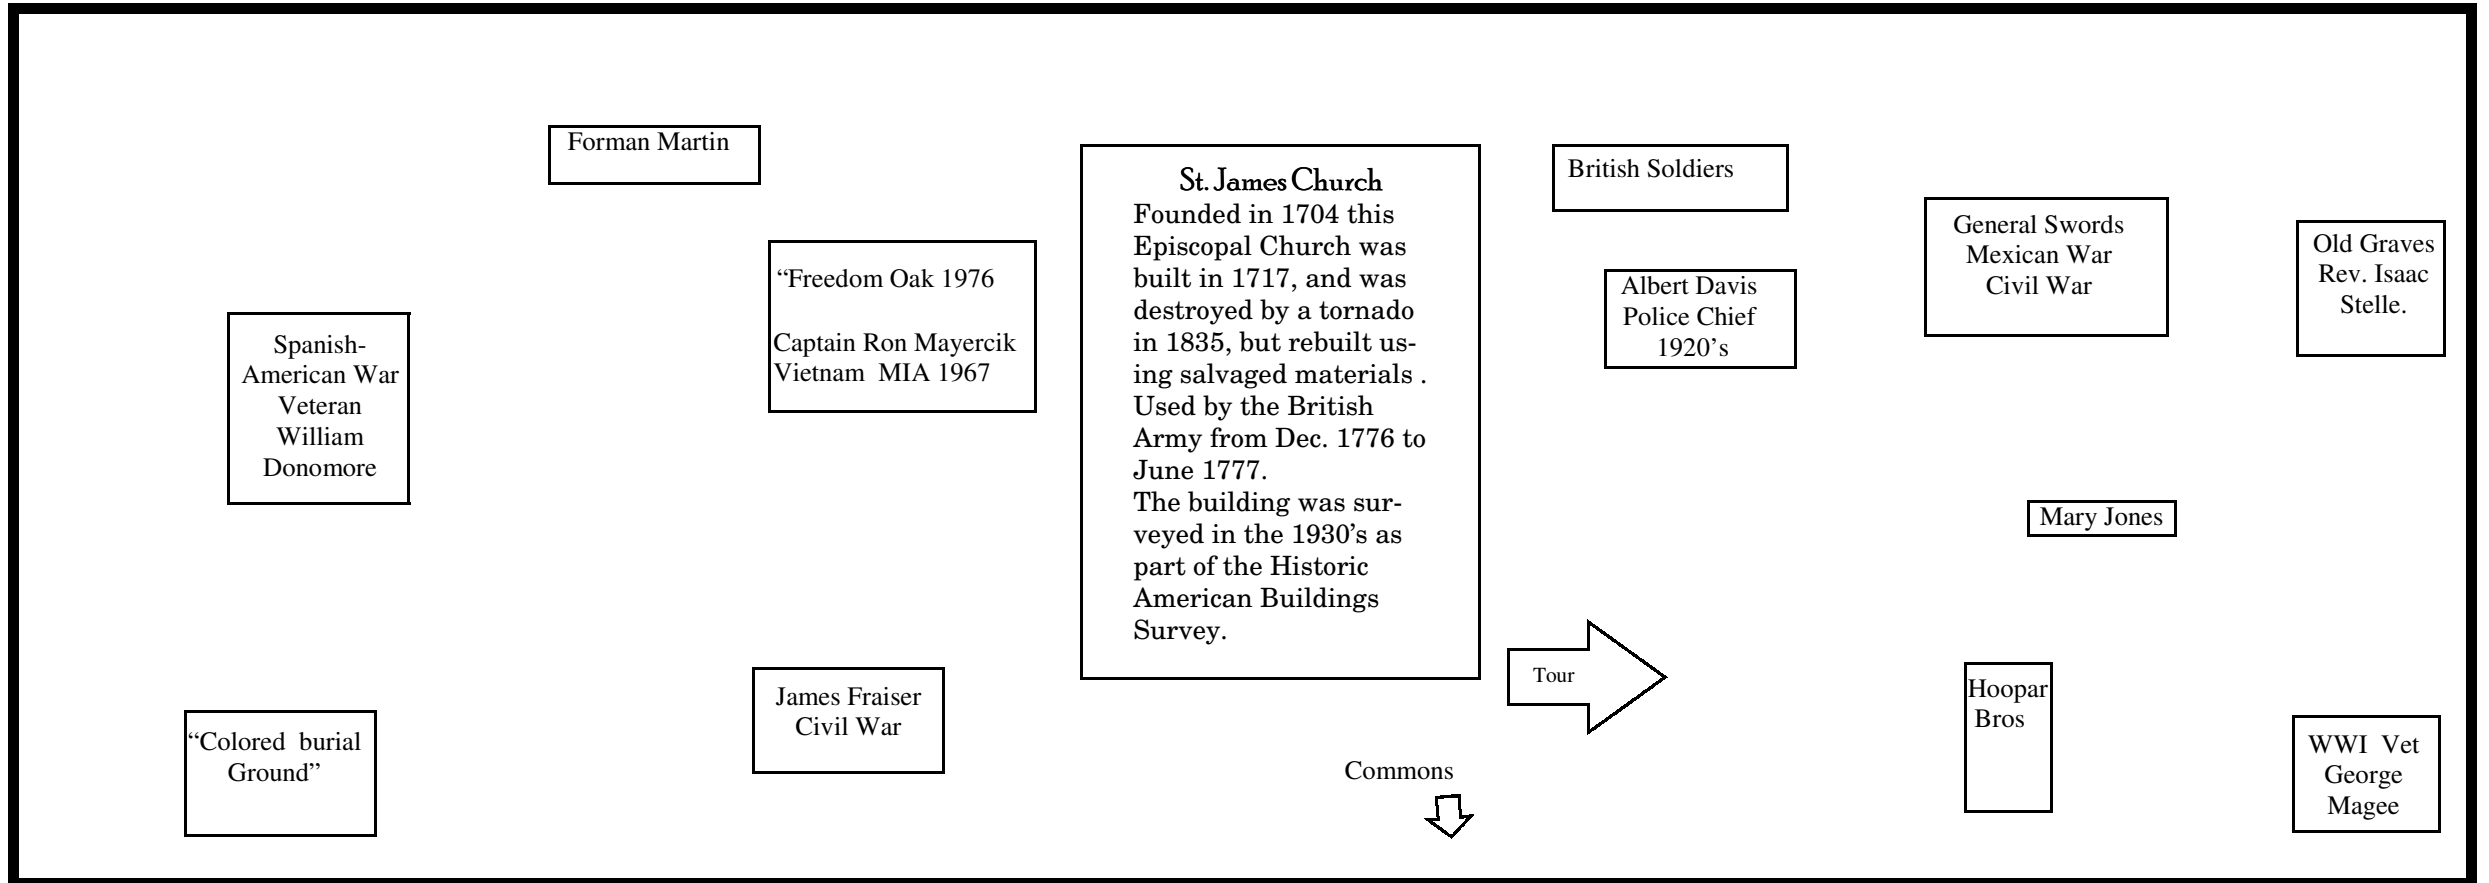 Forman Martin
“Freedom Oak 1976
Captain Ron Mayercik
Vietnam MIA 1967
Spanish-
American War
Veteran
William
Donomore
“Colored burial
Ground”
James Fraiser
Civil War
St. James Church
Founded in 1704 this
Episcopal Church was
built in 1717, and was
destroyed by a tornado
in 1835, but rebuilt us-
ing salvaged materials .
Used by the British
Army from Dec. 1776 to
June 1777.
The building was sur-
veyed in the 1930’s as
part of the Historic
American Buildings
Survey.
British Soldiers
Albert Davis
Police Chief
1920’s
General Swords
Mexican War
Civil War
Old Graves
Rev. Isaac
Stelle.
Mary Jones
Tour
Commons
Hoopar
Bros
WWI Vet
George
Magee